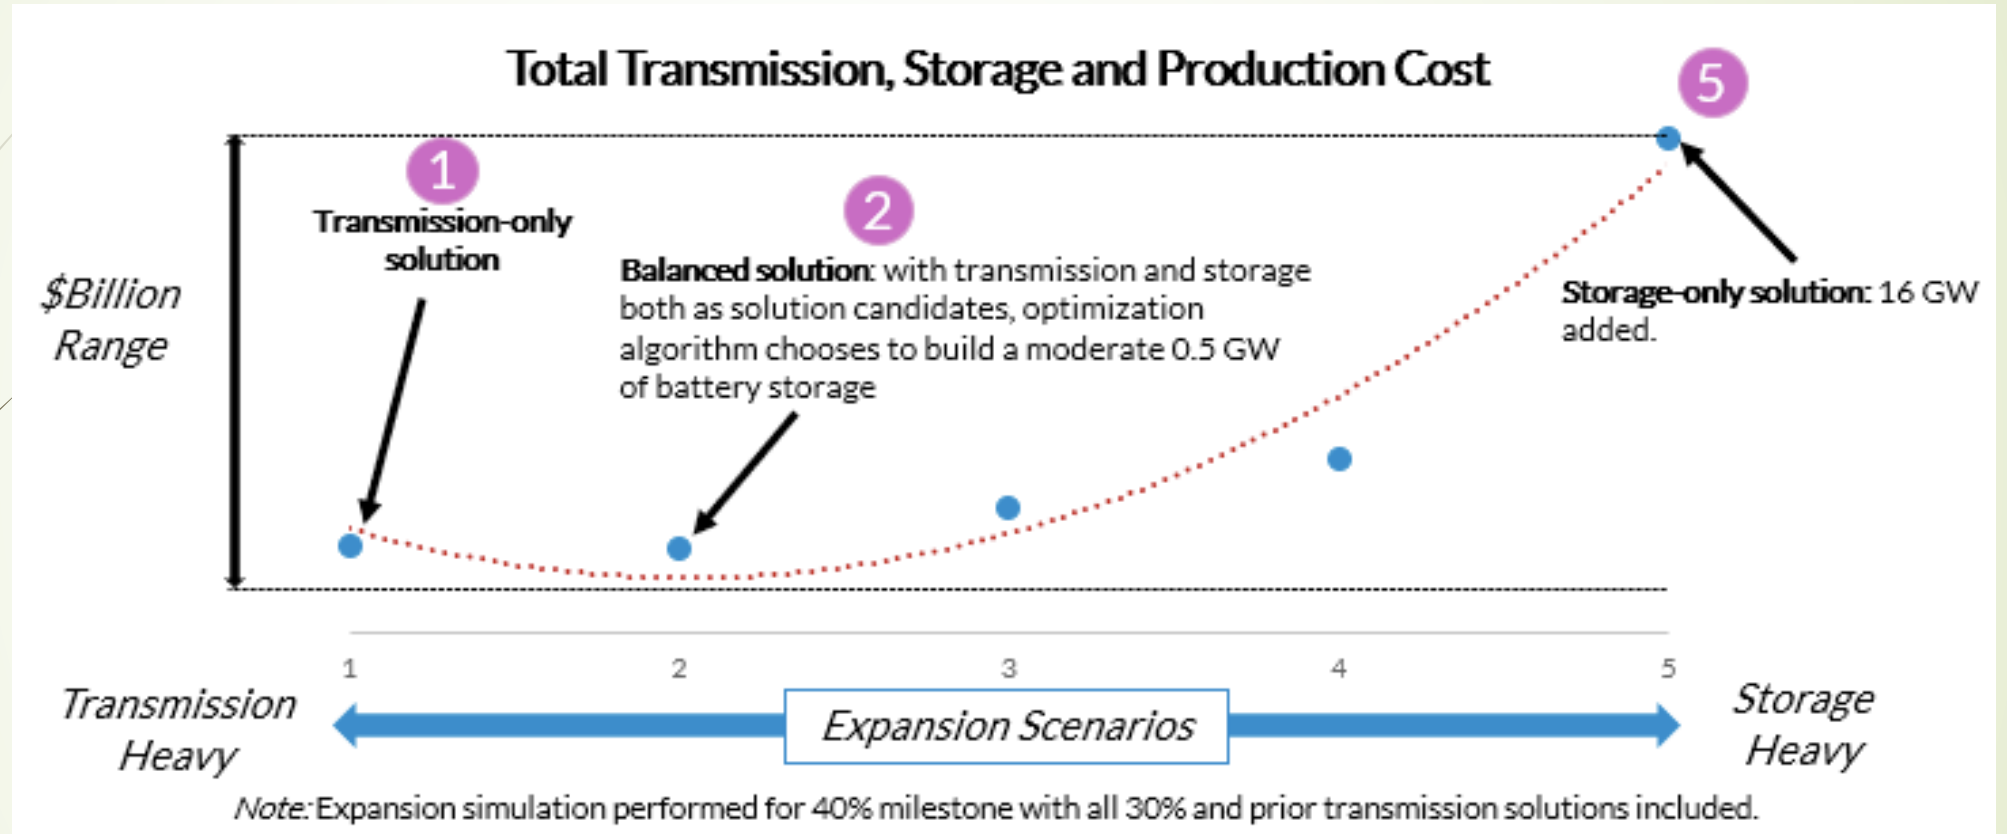 Total Transmission, Storage and Production Cost
5
1
Transmission-only
solution
2
Balanced solution: with transmission and storage
both as solution candidates, optimization
algorithm chooses to build a moderate 0.5 GW
of battery storage
$Billion
Range
Storage-only solution: 16 GW
added.
1 2 3 4 5
Transmission
Heavy
Expansion Scenarios
Storage
Heavy
Note: Expansion simulation performed for 40% milestone with all 30% and prior transmission solutions included.